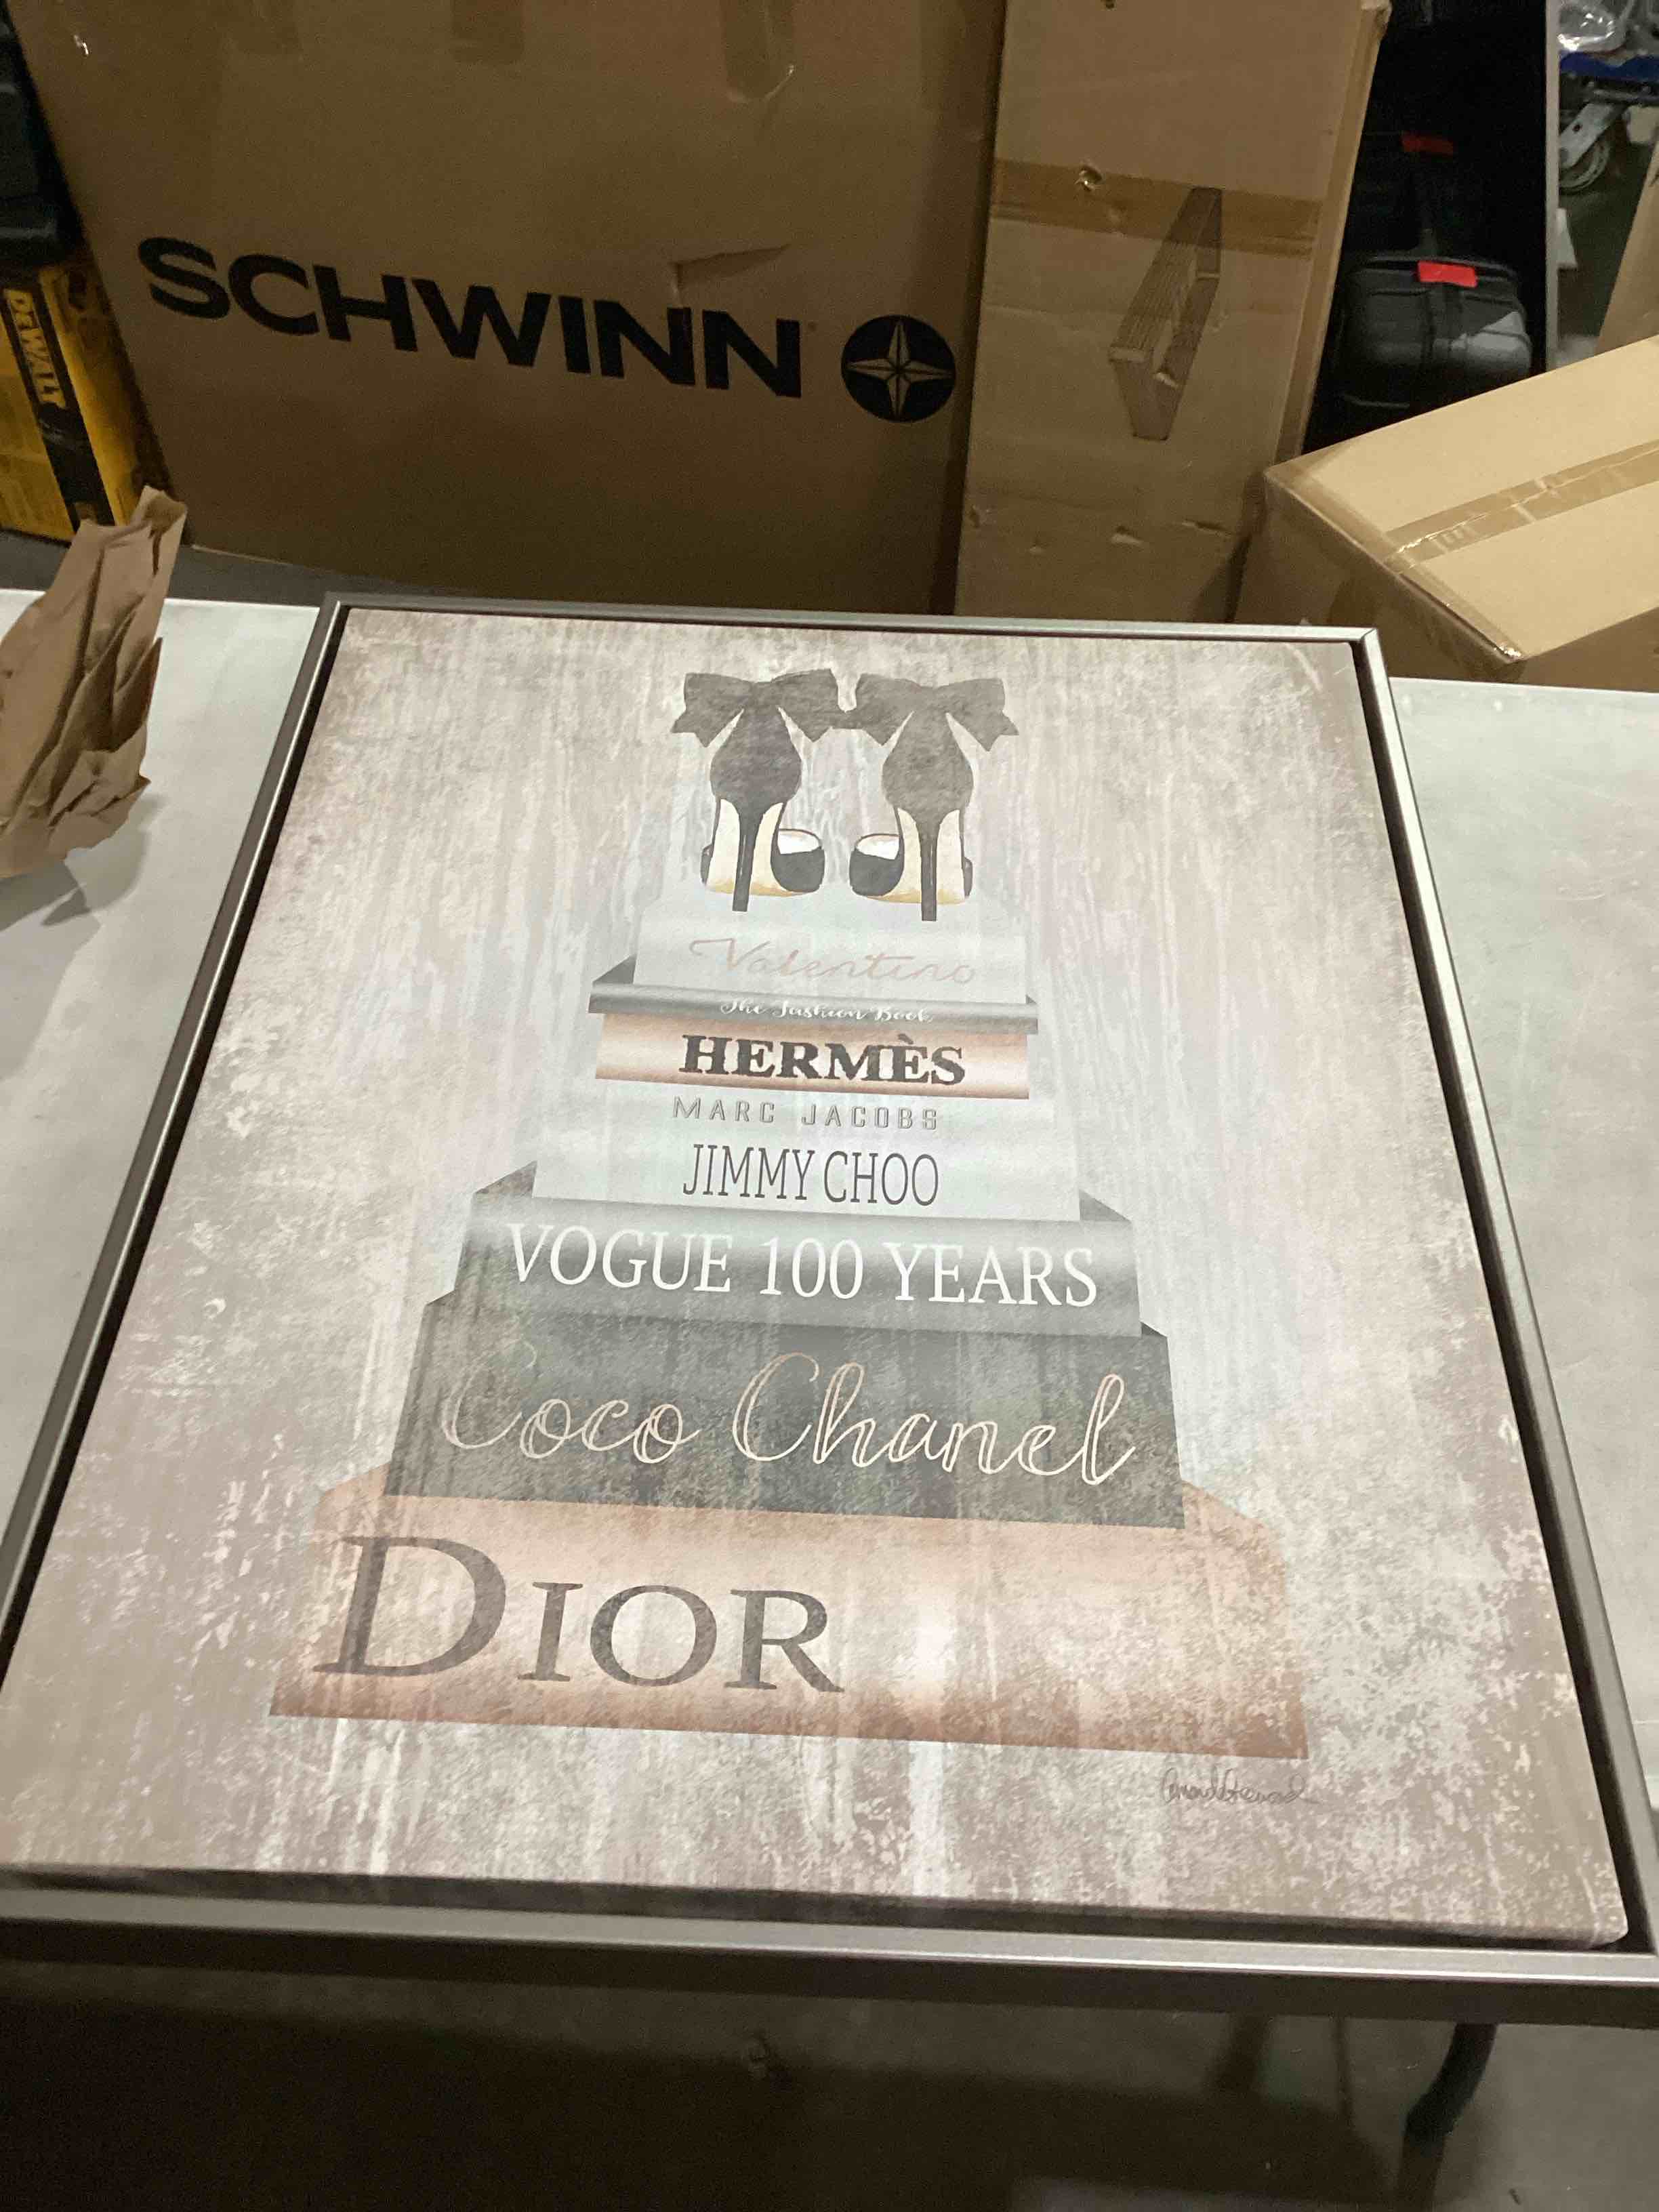 SCHWINN
DEWALT
Valentino
The Fashion Book
HERMÈS
MARC JACOBS
JIMMY CHOO
VOGUE 100 YEARS
Coco Chanel
DIOR